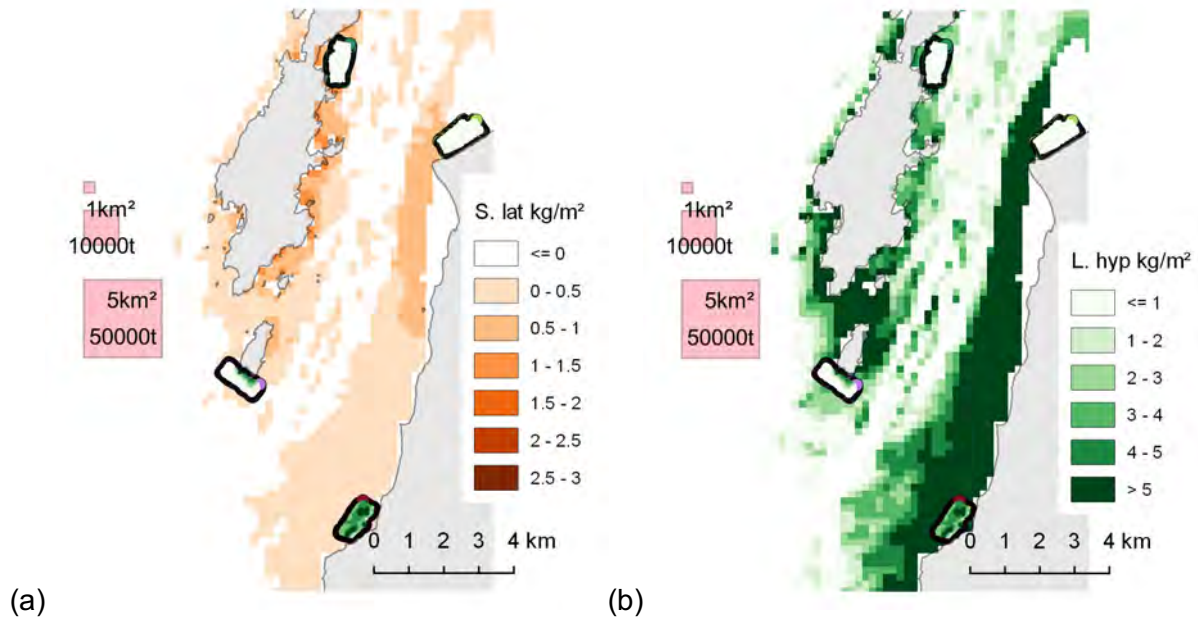 1km²
10000t
5km²
50000t
S. lat kg/m²
<= 0
0 - 0.5
0.5 - 1
1 - 1.5
1.5 - 2
2 - 2.5
2.5 - 3
0 1 2 3 4 km
(a)
1km²
10000t
5km²
50000t
L. hyp kg/m²
<= 1
1 - 2
2 - 3
3 - 4
4 - 5
> 5
0 1 2 3 4 km
(b)